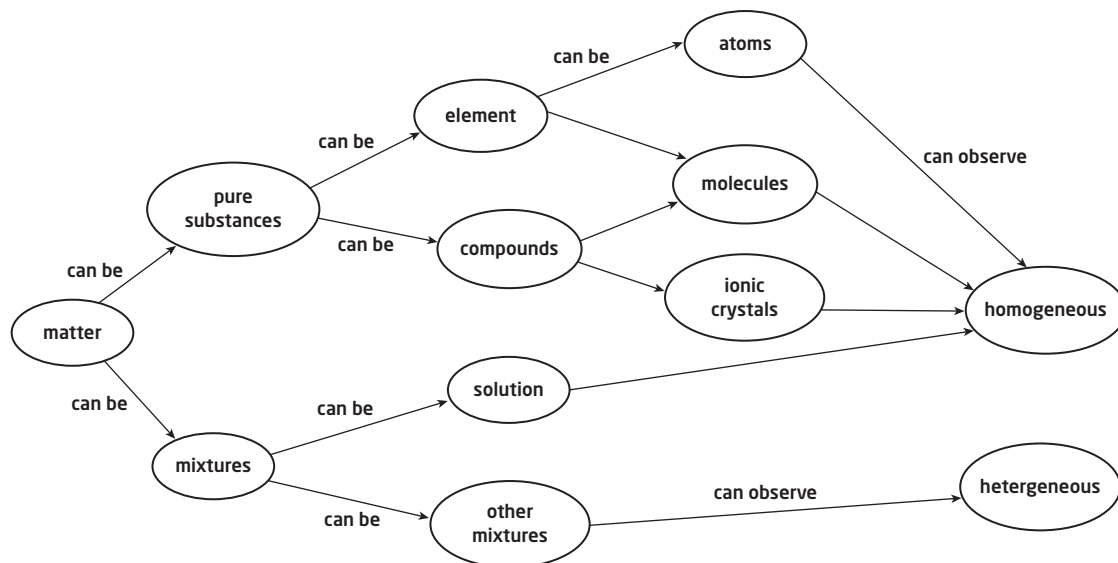 atoms
can be
element
can be
can observe
molecules
pure
substances
can be
compounds
can be
ionic
crystals
homogeneous
matter
can be
solution
can be
mixtures
hetergeneous
can observe
can be
other
mixtures